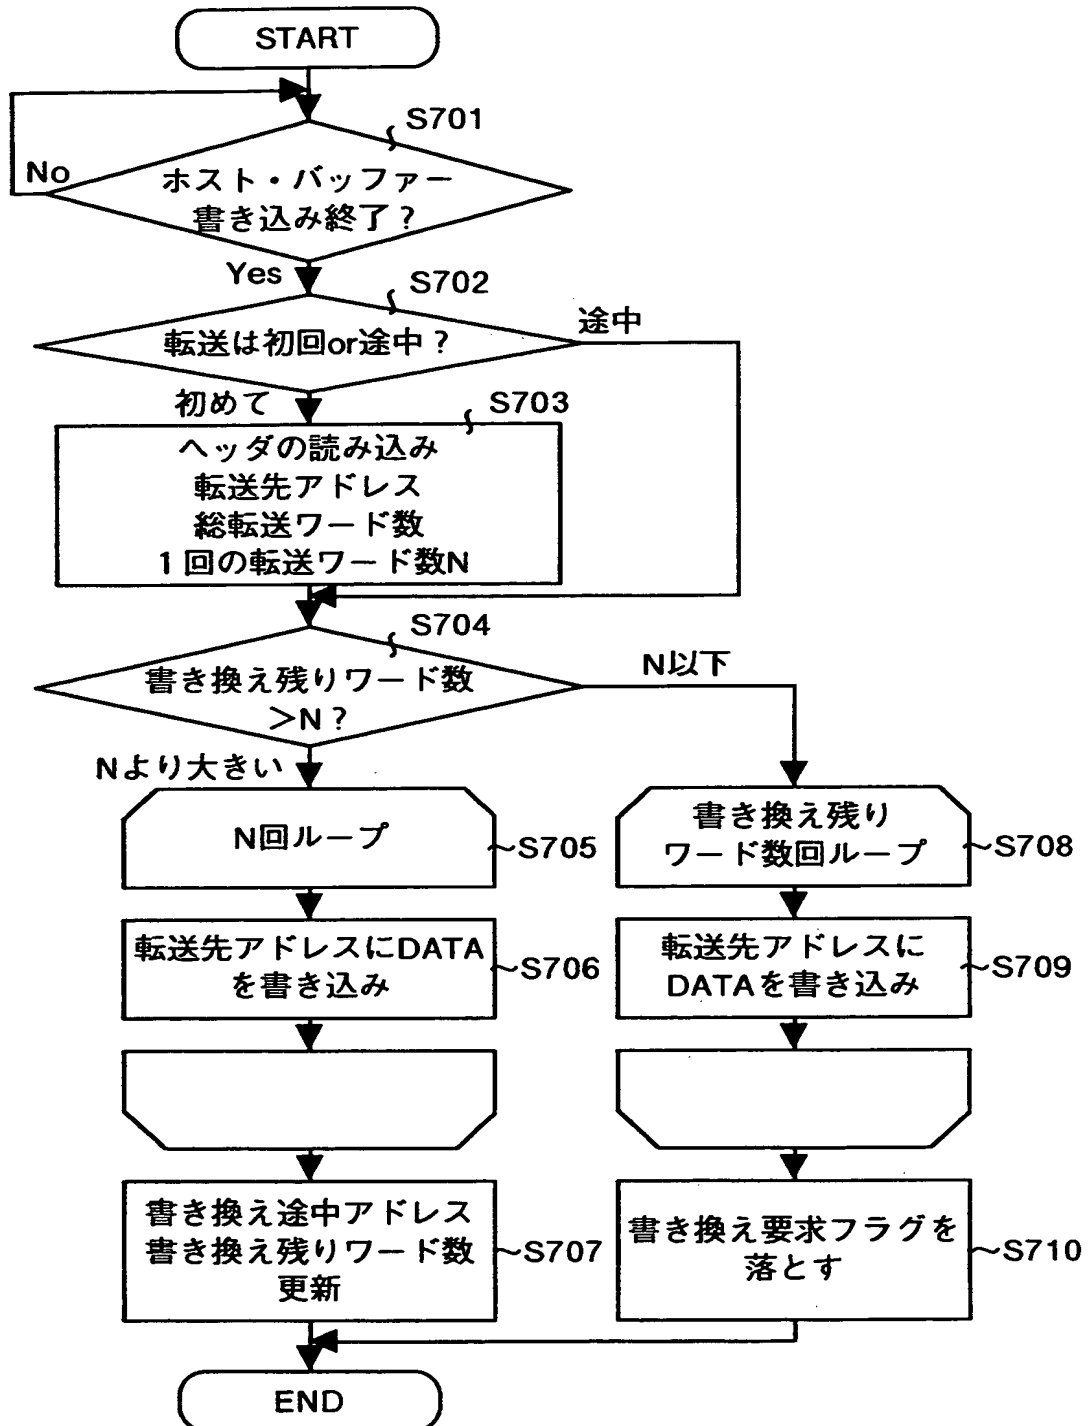 START
S701
No
ホスト・バッファー
書き込み終了?
Yes
S702
転送は初回or途中?
途中
初めて
S703
ヘッダの読み込み
転送先アドレス
総転送ワード数
1回の転送ワード数N
S704
書き換え残りワード数
>N?
N以下
Nより大きい
N回ループ
S705
書き換え残り
ワード数回ループ
S708
転送先アドレスにDATA
を書き込み
S706
転送先アドレスに
DATAを書き込み
S709
書き換え途中アドレス
書き換え残りワード数
更新
S707
書き換え要求フラグを
落とす
S710
END